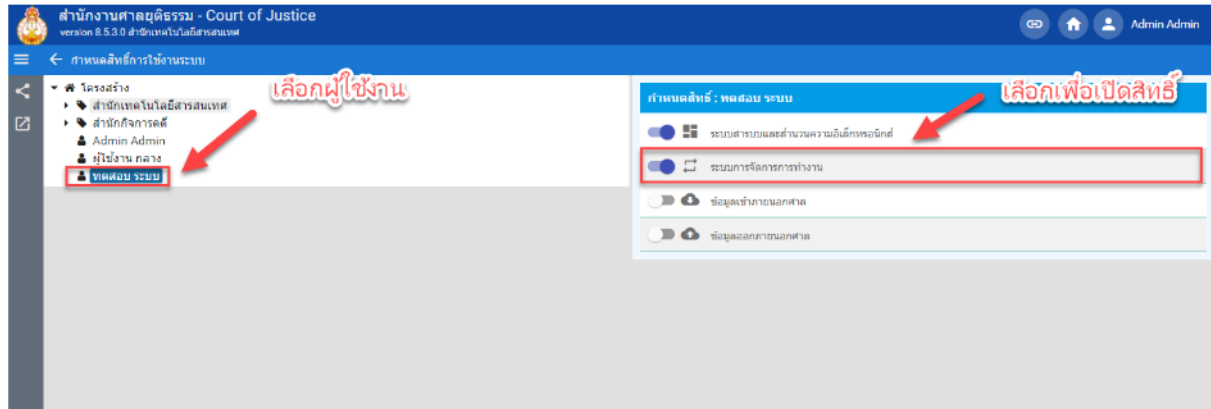 สำนักงานศาลยุติธรรม - Court of Justice
version 8.5.3.0 สำนักเทคโนโลยีสารสนเทศ
Admin Admin
กำหนดสิทธิ์การใช้งานระบบ
โครงสร้าง
สำนักเทคโนโลยีสารสนเทศ
สำนักกิจการคดี
Admin Admin
ผู้ใช้งาน กลาง
ทดสอบ ระบบ
เลือกผู้ใช้งาน
กำหนดสิทธิ์ : ทดสอบ ระบบ
เลือกเพื่อเปิดสิทธิ์
ระบบสารบบและสำนวนความอิเล็กทรอนิกส์
ระบบการจัดการการทำงาน
ข้อมูลเข้าภายนอกศาล
ข้อมูลออกภายนอกศาล